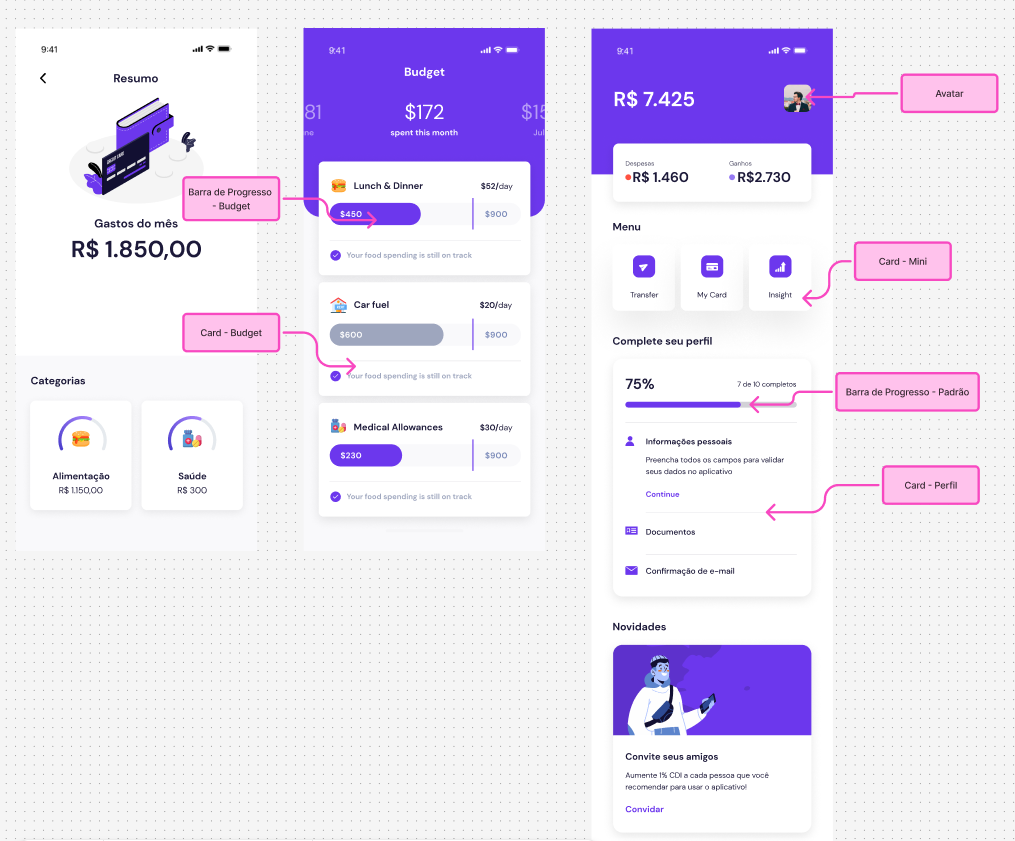 9:41
Resumo
CREDIT CARD
Gastos do mês
R$ 1.850,00
Categorias
Alimentação
R$ 1.150,00
Saúde
R$ 300
Barra de Progresso
- Budget
Card - Budget
9:41
Budget
81
$172
$15
ne
spent this month
Jul
Lunch & Dinner
$52/day
$450
$900
Your food spending is still on track
Car fuel
$20/day
$600
$900
Your food spending is still on track
Medical Allowances
$30/day
$230
$900
Your food spending is still on track
9:41
R$ 7.425
Despesos
Ganhos
R$ 1.460
R$2.730
Menu
Transfer
My Card
Insight
Complete seu perfil
75%
7 de 10 completos
Informações pessoais
Preencha todos os campos para validar
seus dados no aplicativo
Continue
Documentos
Confirmação de e-mail
Novidades
Convite seus amigos
Aumente 1% CDI a cada pessoa que você
recomendar para usar o aplicativo!
Convidar
Avatar
Card - Mini
Barra de Progresso - Padrão
Card - Perfil